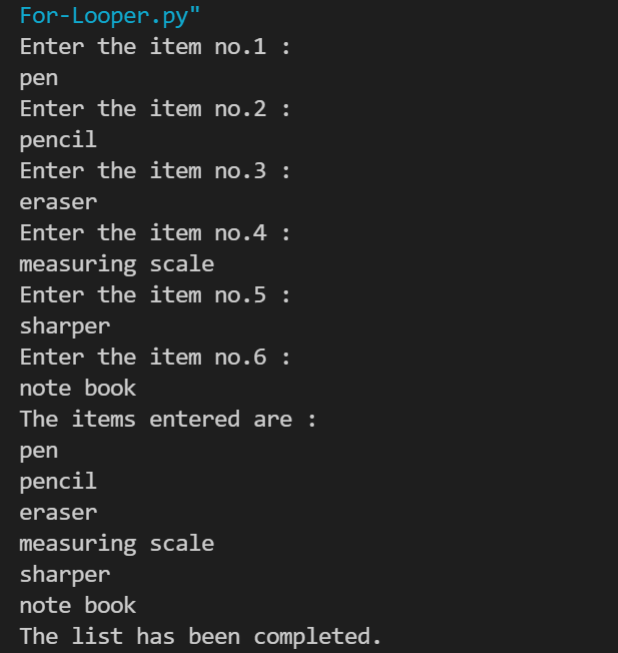 For-Looper.py"
Enter the item no.1 :
pen
Enter the item no.2 :
pencil
Enter the item no.3 :
eraser
Enter the item no.4 :
measuring scale
Enter the item no.5 :
sharper
Enter the item no.6 :
note book
The items entered are :
pen
pencil
eraser
measuring scale
sharper
note book
The list has been completed.